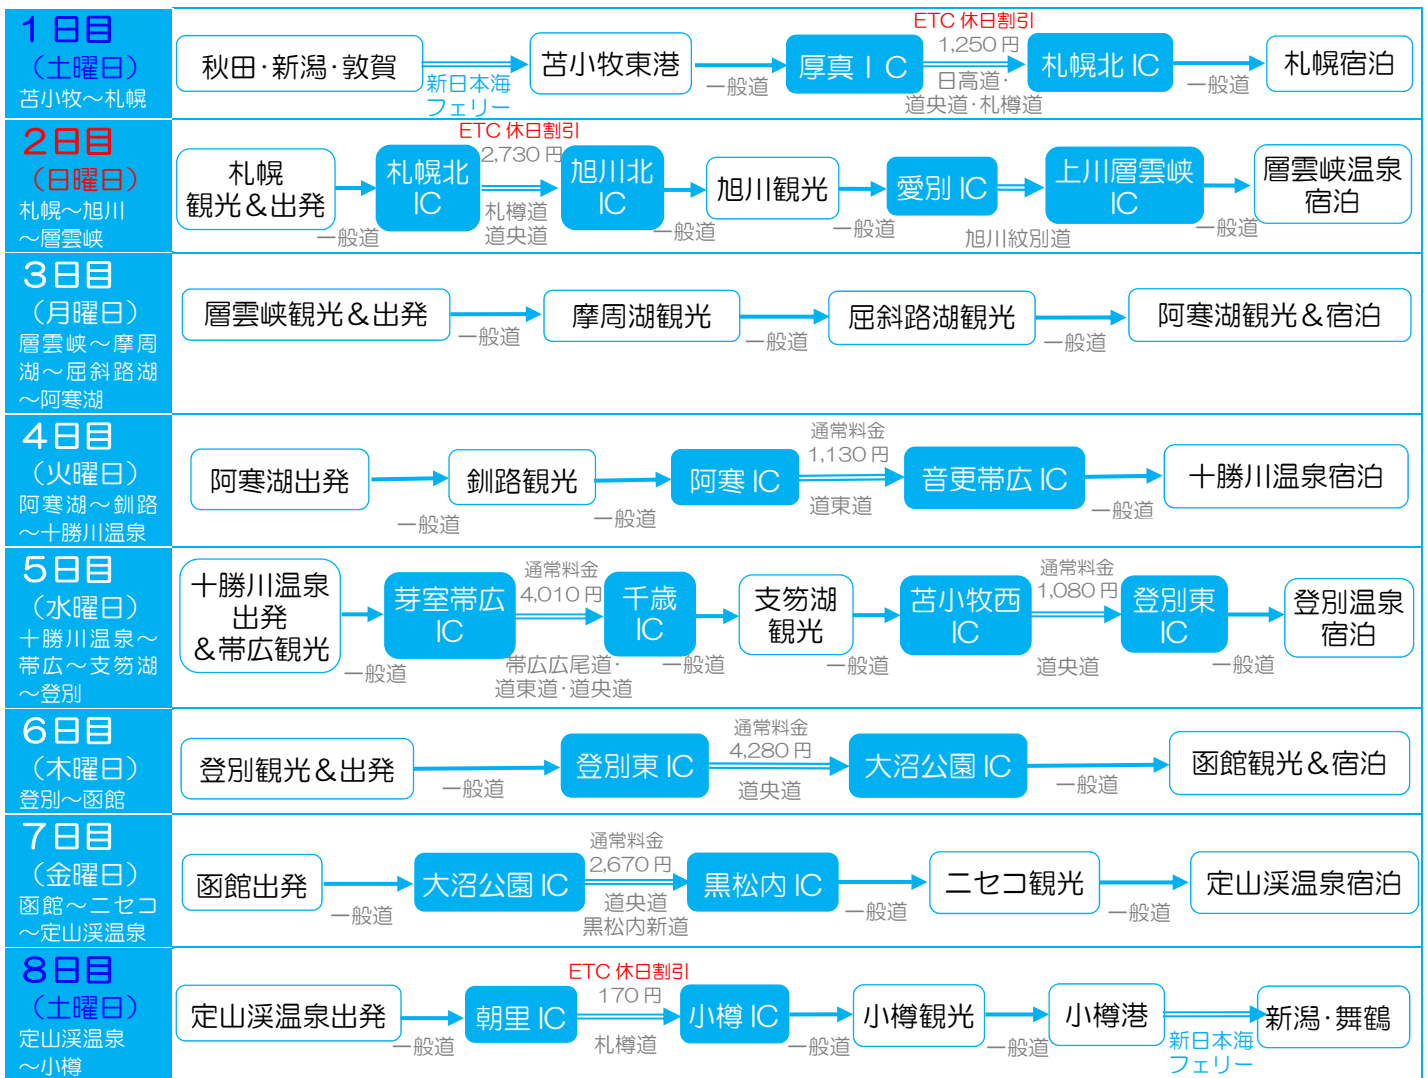 1日目
（土曜日）
苫小牧～札幌
秋田･新潟･敦賀
新日本海
フェリー
苫小牧東港
一般道
厚真ＩＣ
ETC 休日割引
1,250 円
日高道･
道央道･札樽道
札幌北 IC
一般道
札幌宿泊
2日目
（日曜日）
札幌～旭川
～層雲峡
札幌
観光＆出発
一般道
札幌北
IC
ETC 休日割引
2,730 円
札樽道
道央道
旭川北
IC
一般道
旭川観光
一般道
愛別 IC
旭川紋別道
上川層雲峡
IC
一般道
層雲峡温泉
宿泊
3日目
（月曜日）
層雲峡～摩周
湖～屈斜路湖
～阿寒湖
層雲峡観光＆出発
一般道
摩周湖観光
一般道
屈斜路湖観光
一般道
阿寒湖観光＆宿泊
4日目
（火曜日）
阿寒湖～釧路
～十勝川温泉
阿寒湖出発
一般道
釧路観光
一般道
阿寒 IC
通常料金
1,130 円
道東道
音更帯広 IC
一般道
十勝川温泉宿泊
5日目
（水曜日）
十勝川温泉～
帯広～支笏湖
～登別
十勝川温泉
出発
＆帯広観光
一般道
芽室帯広
IC
通常料金
4,010 円
帯広広尾道･
道東道･道央道
千歳
IC
一般道
支笏湖
観光
一般道
苫小牧西
IC
通常料金
1,080 円
道央道
登別東
IC
一般道
登別温泉
宿泊
6日目
（木曜日）
登別～函館
登別観光＆出発
一般道
登別東 IC
通常料金
4,280 円
道央道
大沼公園 IC
一般道
函館観光＆宿泊
7日目
（金曜日）
函館～ニセコ
～定山渓温泉
函館出発
一般道
大沼公園 IC
通常料金
2,670 円
道央道
黒松内新道
黒松内 IC
一般道
ニセコ観光
一般道
定山渓温泉宿泊
8日目
（土曜日）
定山渓温泉
～小樽
定山渓温泉出発
一般道
朝里 IC
ETC 休日割引
170 円
札樽道
小樽 IC
一般道
小樽観光
一般道
小樽港
新日本海
フェリー
新潟･舞鶴